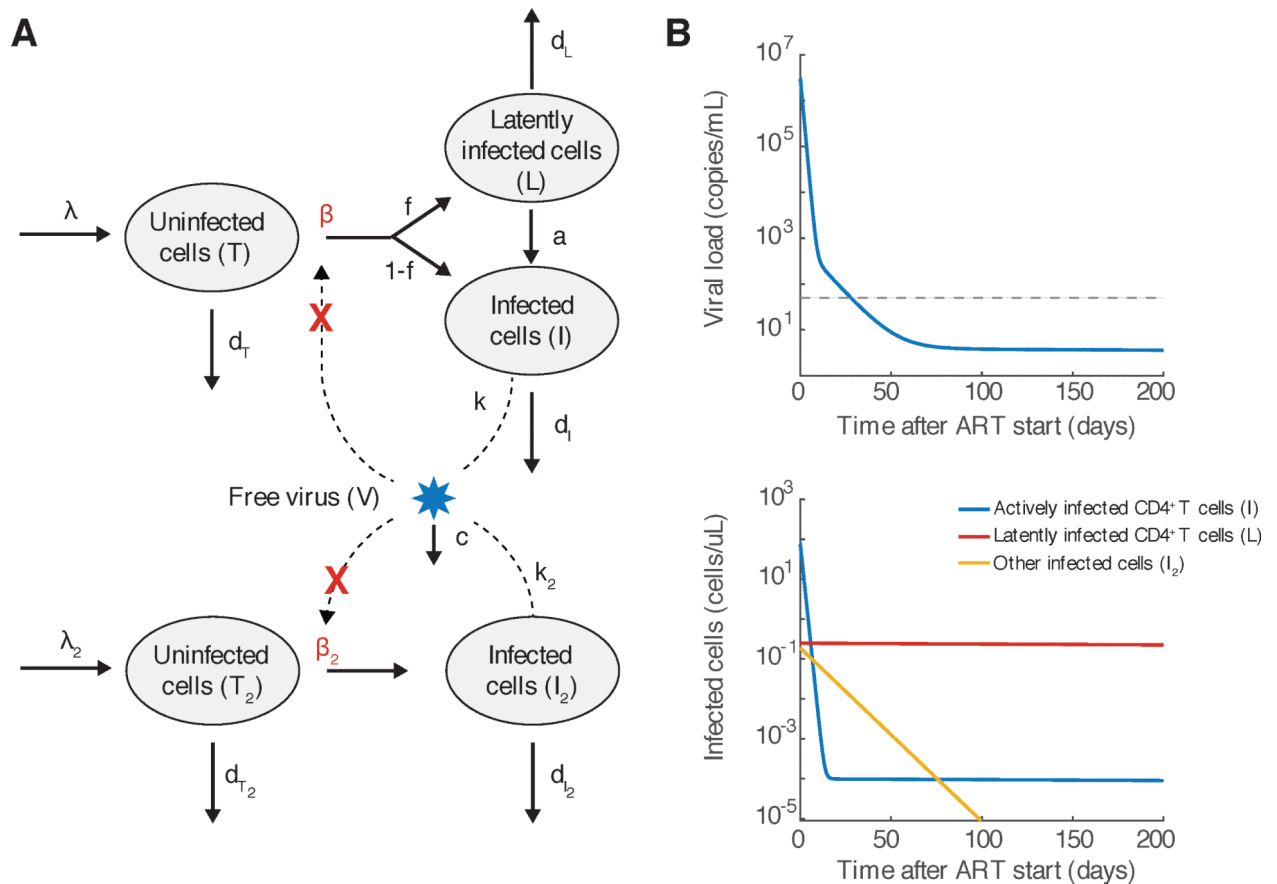 A
d_L
Latently
infected cells
(L)
λ
Uninfected
cells (T)
β
f
1-f
a
Infected
cells (I)
d_T
X
k
d_I
Free virus (V)
c
X
k_2
λ_2
Uninfected
cells (T_2)
β_2
Infected
cells (I_2)
d_T_2
d_I_2
B
Viral load (copies/mL)
10^7
10^5
10^3
10^1
0 50 100 150 200
Time after ART start (days)
Infected cells (cells/uL)
10^3
10^1
10^-1
10^-3
10^-5
Actively infected CD4⁺ T cells (I)
Latently infected CD4⁺ T cells (L)
Other infected cells (I_2)
0 50 100 150 200
Time after ART start (days)